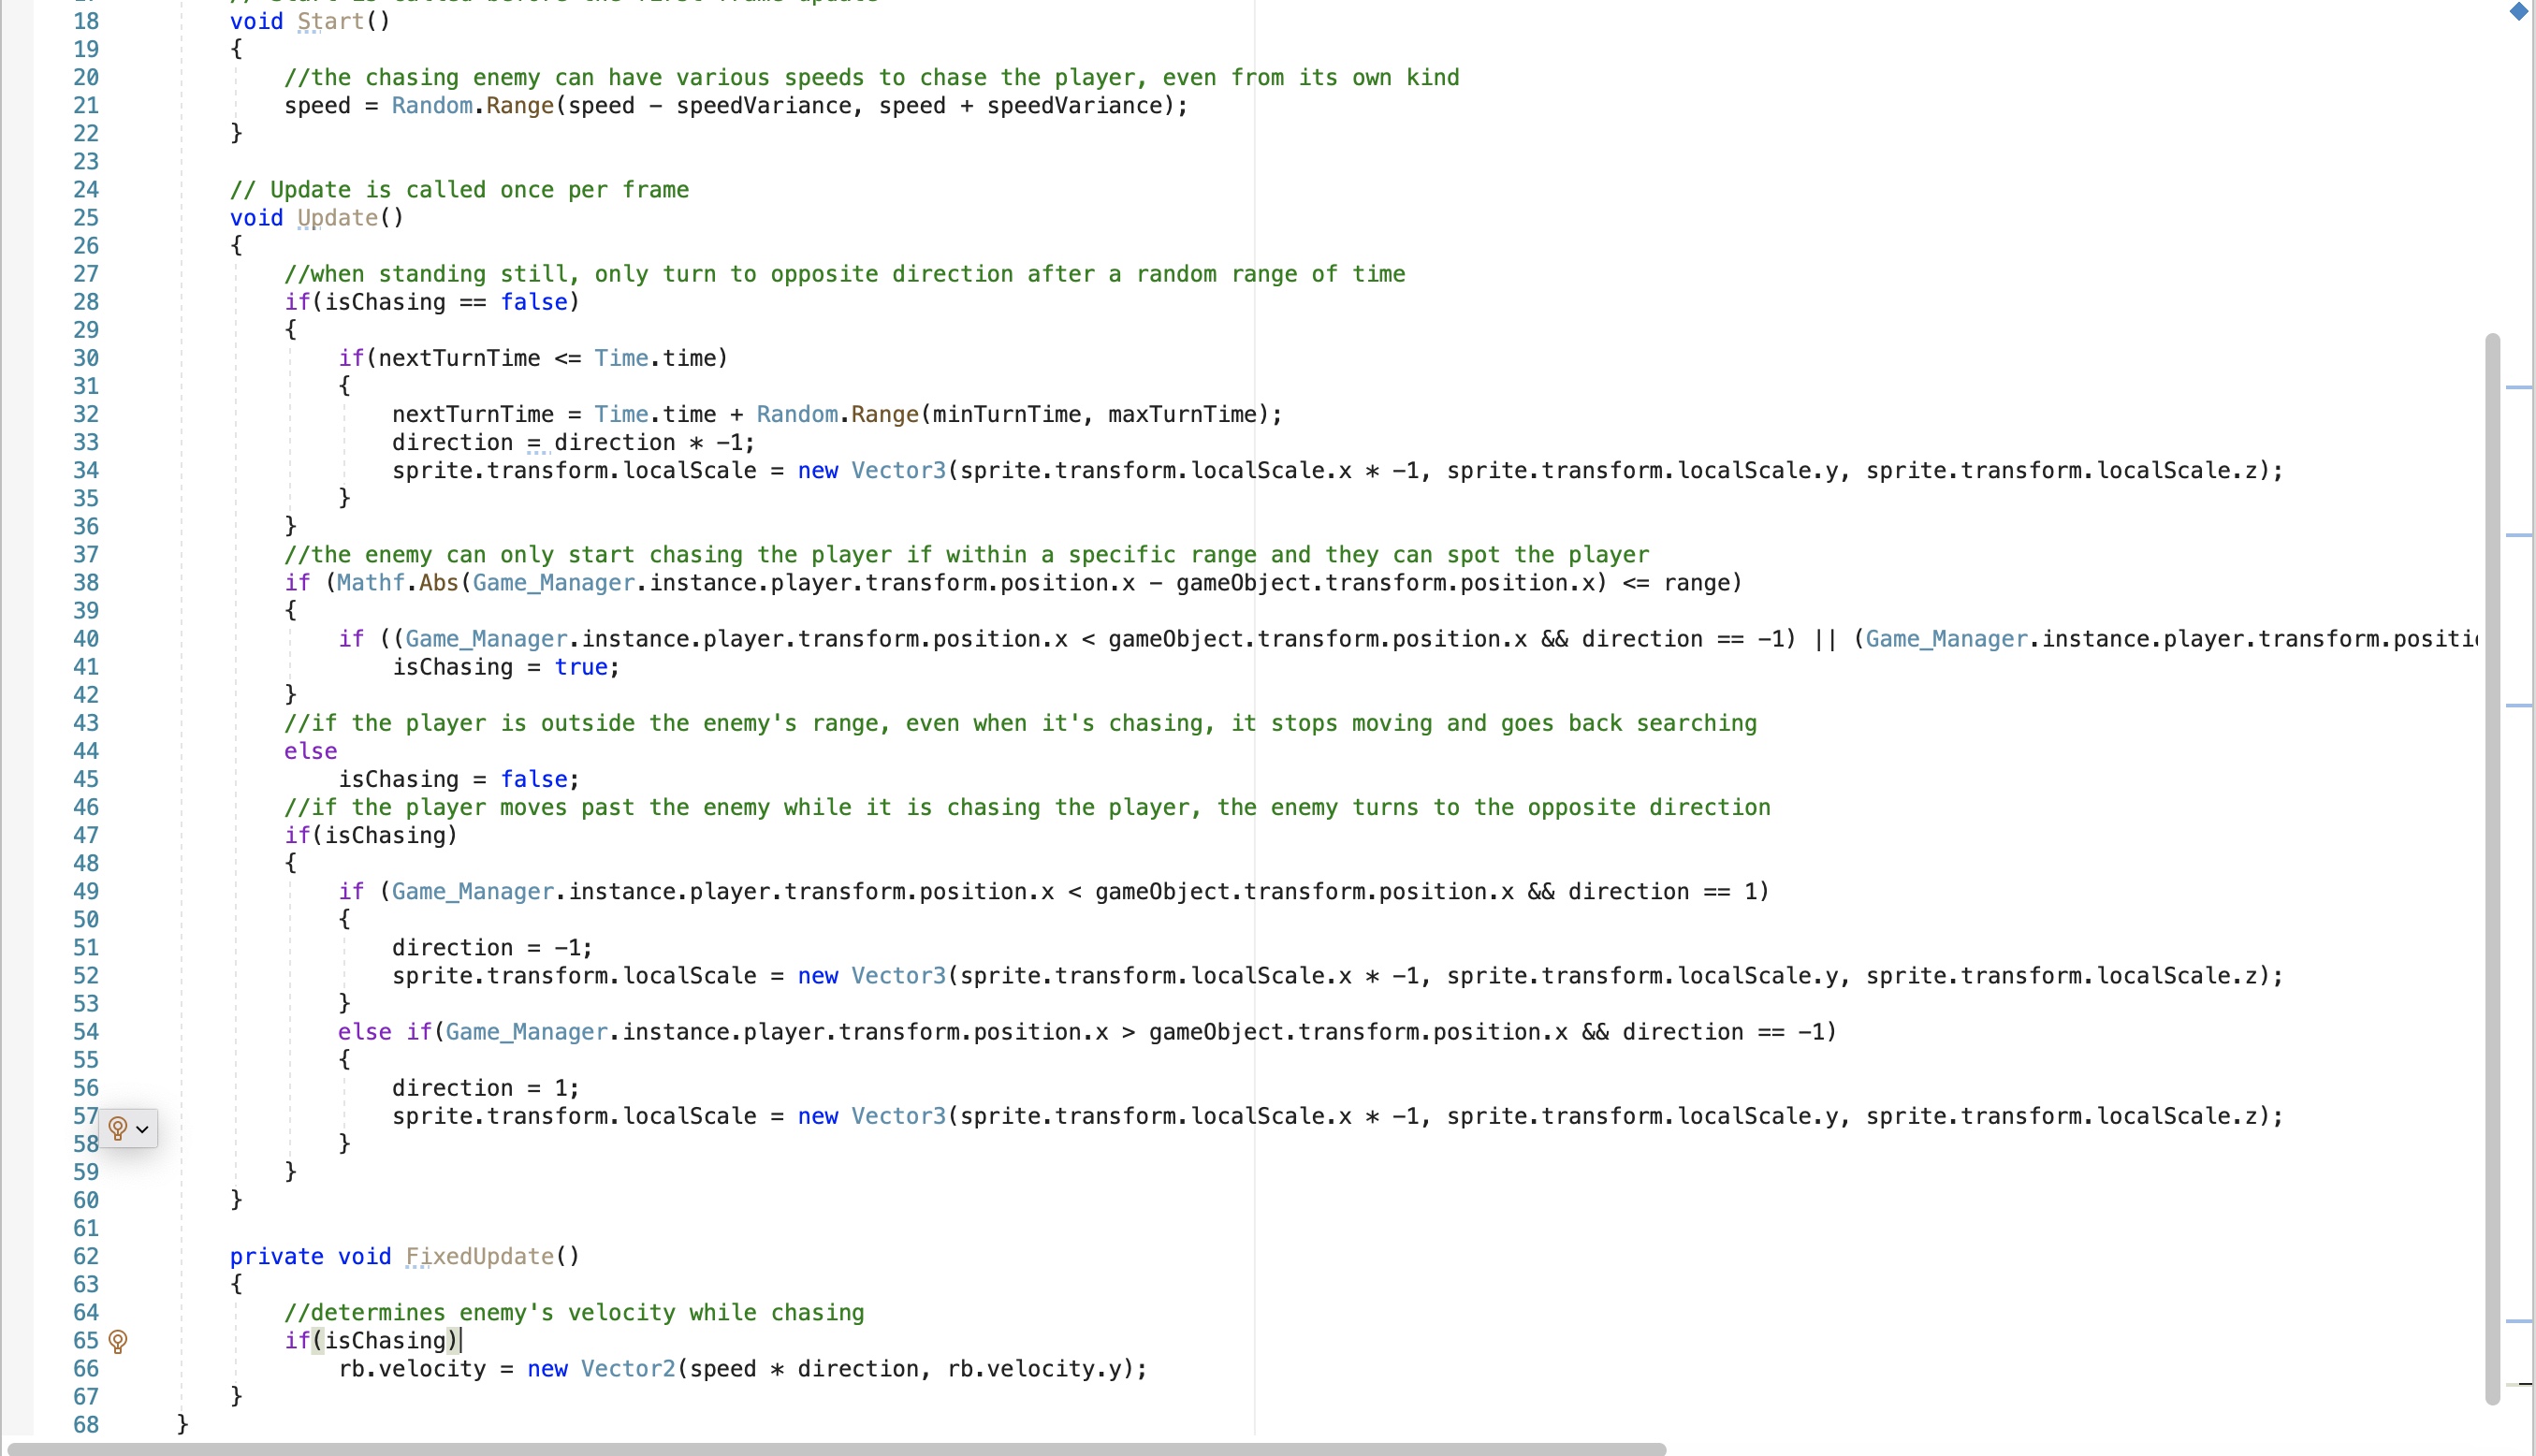 18 void Start()
19 {
20 //the chasing enemy can have various speeds to chase the player, even from its own kind
21 speed = Random.Range(speed - speedVariance, speed + speedVariance);
22 }
23
24 // Update is called once per frame
25 void Update()
26 {
27 //when standing still, only turn to opposite direction after a random range of time
28 if(isChasing == false)
29 {
30 if(nextTurnTime <= Time.time)
31 {
32 nextTurnTime = Time.time + Random.Range(minTurnTime, maxTurnTime);
33 direction = direction * -1;
34 sprite.transform.localScale = new Vector3(sprite.transform.localScale.x * -1, sprite.transform.localScale.y, sprite.transform.localScale.z);
35 }
36 }
37 //the enemy can only start chasing the player if within a specific range and they can spot the player
38 if (Mathf.Abs(Game_Manager.instance.player.transform.position.x - gameObject.transform.position.x) <= range)
39 {
40 if ((Game_Manager.instance.player.transform.position.x < gameObject.transform.position.x && direction == -1) || (Game_Manager.instance.player.transform.positi
41 isChasing = true;
42 }
43 //if the player is outside the enemy's range, even when it's chasing, it stops moving and goes back searching
44 else
45 isChasing = false;
46 //if the player moves past the enemy while it is chasing the player, the enemy turns to the opposite direction
47 if(isChasing)
48 {
49 if (Game_Manager.instance.player.transform.position.x < gameObject.transform.position.x && direction == 1)
50 {
51 direction = -1;
52 sprite.transform.localScale = new Vector3(sprite.transform.localScale.x * -1, sprite.transform.localScale.y, sprite.transform.localScale.z);
53 }
54 else if(Game_Manager.instance.player.transform.position.x > gameObject.transform.position.x && direction == -1)
55 {
56 direction = 1;
57 sprite.transform.localScale = new Vector3(sprite.transform.localScale.x * -1, sprite.transform.localScale.y, sprite.transform.localScale.z);
58 }
59 }
60 }
61
62 private void FixedUpdate()
63 {
64 //determines enemy's velocity while chasing
65 if(isChasing)
66 rb.velocity = new Vector2(speed * direction, rb.velocity.y);
67 }
68 }